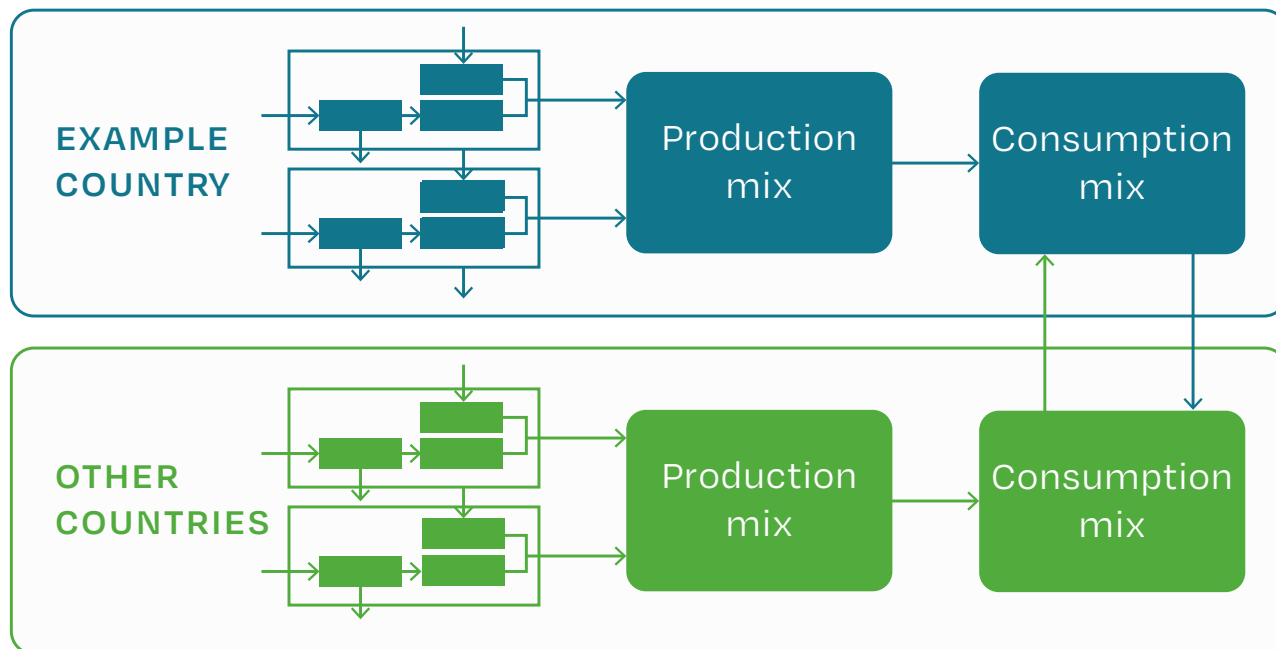 EXAMPLE
COUNTRY
Production
mix
Consumption
mix
OTHER
COUNTRIES
Production
mix
Consumption
mix